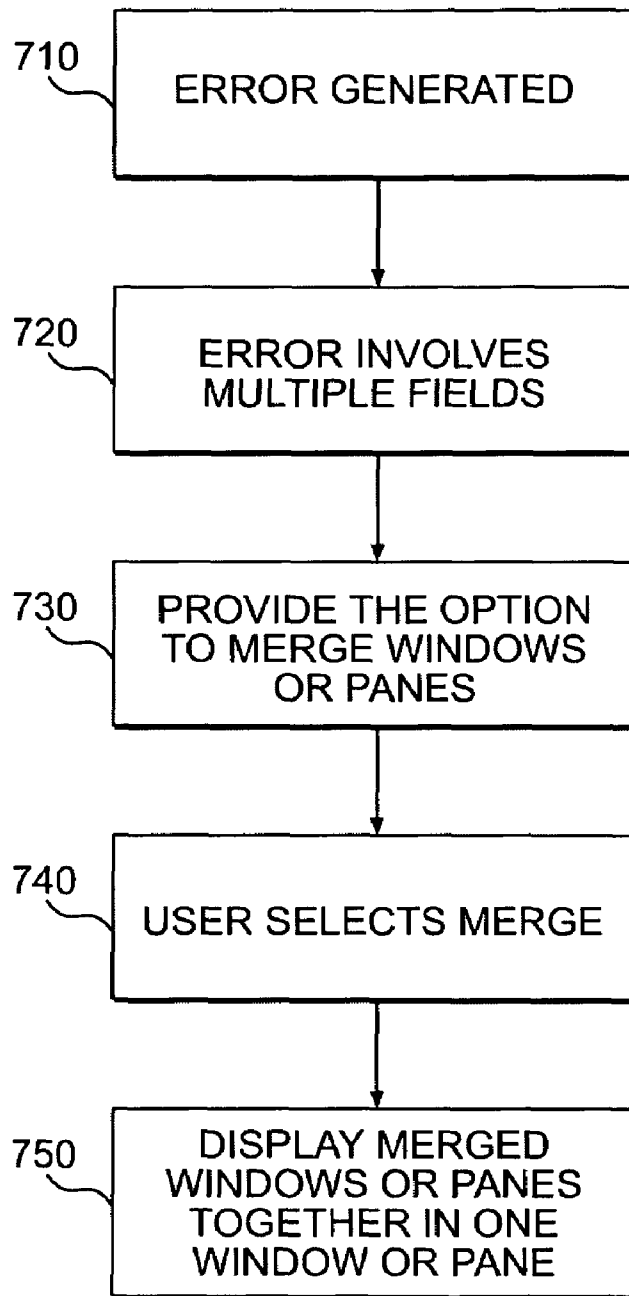 710
ERROR GENERATED
720
ERROR INVOLVES
MULTIPLE FIELDS
730
PROVIDE THE OPTION
TO MERGE WINDOWS
OR PANES
740
USER SELECTS MERGE
750
DISPLAY MERGED
WINDOWS OR PANES
TOGETHER IN ONE
WINDOW OR PANE